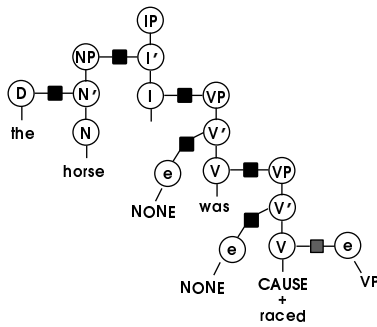 IP
NP I'
D N' I VP
the N V'
horse e V VP
NONE was V'
e V e
NONE CAUSE VP
+
raced